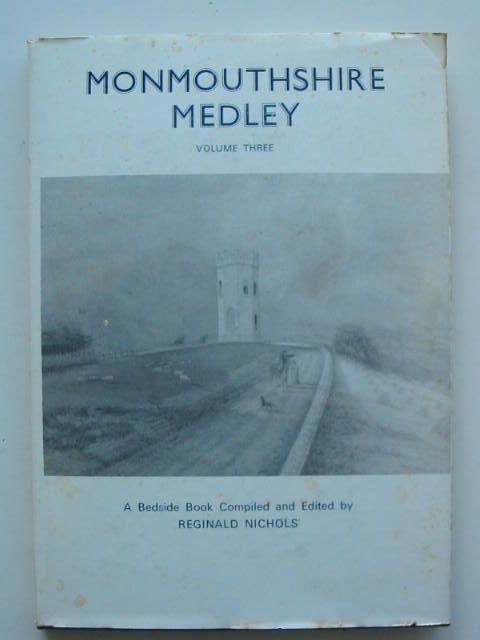 MONMOUTHSHIRE
MEDLEY
VOLUME THREE
A Bedside Book Compiled and Edited by
REGINALD NICHOLS